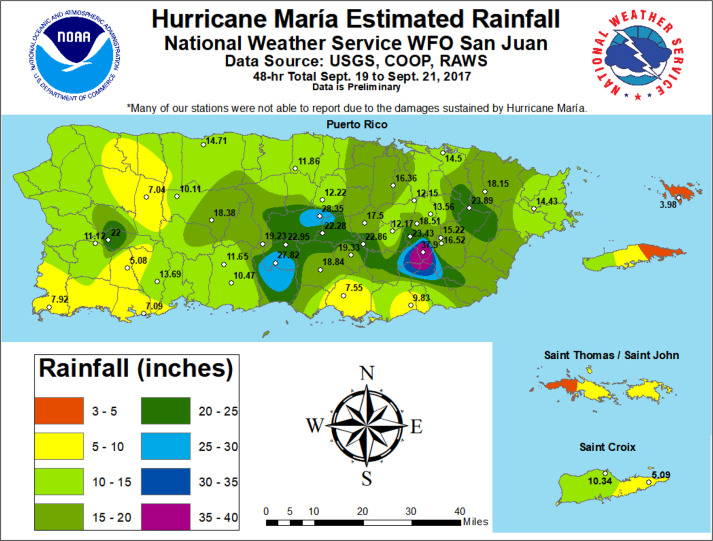 Hurricane María Estimated Rainfall
National Weather Service WFO San Juan
Data Source: USGS, COOP, RAWS
48-hr Total Sept. 19 to Sept. 21, 2017
Data is Preliminary
*Many of our stations were not able to report due to the damages sustained by Hurricane María.
NATIONAL OCEANIC AND ATMOSPHERIC ADMINISTRATION
NOAA
U.S. DEPARTMENT OF COMMERCE
NATIONAL WEATHER SERVICE
Puerto Rico
14.71
14.5
11.86
16.36
18.15
3.98
7.04
10.11
12.22
12.15
23.89
28.35
13.56
14.43
18.38
17.5
18.51
12.17
22
22.28
23.43
15.22
11.12
19.23
22.95
22.86
16.52
37.9
19.33
5.08
11.65
27.82
18.84
13.69
10.47
7.55
7.92
7.09
9.83
Rainfall (inches)
3 - 5
20 - 25
5 - 10
25 - 30
10 - 15
30 - 35
15 - 20
35 - 40
N
W
E
S
0 5 10 20 30 40
Miles
Saint Thomas / Saint John
Saint Croix
10.34
5.09